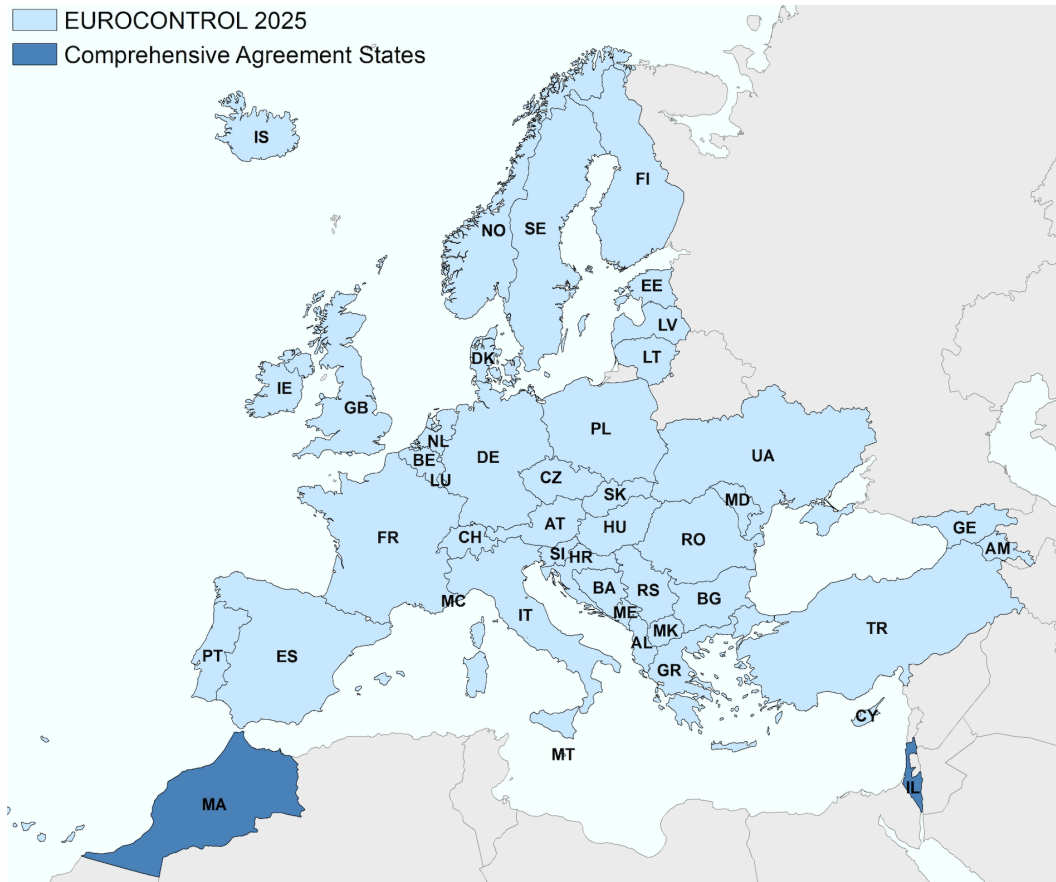 EUROCONTROL 2025
Comprehensive Agreement States
IS
FI
NO
SE
EE
LV
LT
DK
IE
GB
NL
BE
LU
DE
PL
CZ
SK
UA
MD
FR
CH
AT
HU
RO
SI
HR
BA
RS
BG
GE
AM
MC
IT
ME
MK
AL
GR
TR
PT
ES
CY
MT
MA
IL